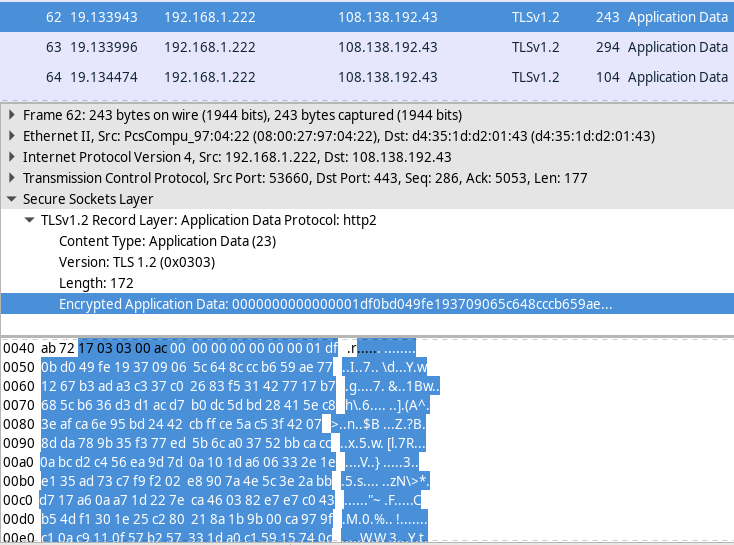 62 19.133943 192.168.1.222 108.138.192.43 TLSv1.2 243 Application Data
63 19.133996 192.168.1.222 108.138.192.43 TLSv1.2 294 Application Data
64 19.134474 192.168.1.222 108.138.192.43 TLSv1.2 104 Application Data
Frame 62: 243 bytes on wire (1944 bits), 243 bytes captured (1944 bits)
Ethernet II, Src: PcsCompu_97:04:22 (08:00:27:97:04:22), Dst: d4:35:1d:d2:01:43 (d4:35:1d:d2:01:43)
Internet Protocol Version 4, Src: 192.168.1.222, Dst: 108.138.192.43
Transmission Control Protocol, Src Port: 53660, Dst Port: 443, Seq: 286, Ack: 5053, Len: 177
Secure Sockets Layer
TLSv1.2 Record Layer: Application Data Protocol: http2
Content Type: Application Data (23)
Version: TLS 1.2 (0x0303)
Length: 172
Encrypted Application Data: 0000000000000001df0bd049fe193709065c648cccb659ae...
0040 ab 72 17 03 03 00 ac 00 00 00 00 00 00 00 01 df .r...... ........
0050 0b d0 49 fe 19 37 09 06 5c 64 8c cc b6 59 ae 77 ..I..7.. \d...Y.w
0060 12 67 b3 ad a3 c3 37 c0 26 83 f5 31 42 77 17 b7 .g....7. &..1Bw..
0070 68 5c b6 36 d3 d1 ac d7 b0 dc 5d bd 28 41 5e c8 h\.6.... ..].(A^.
0080 3e af ca 6e 95 bd 24 42 cb ff ce 5a c5 3f 42 07 >..n..$B ...Z.?B.
0090 8d da 78 9b 35 f3 77 ed 5b 6c a0 37 52 bb ca cc ..x.5.w. [l.7R...
00a0 0a bc d2 c4 56 ea 9d 7d 0a 10 1d a6 06 33 2e 1e ....V..} .....3..
00b0 e1 35 ad 73 c7 f9 f2 02 e8 90 7a 4e 5c 3e 2a bb .5.s.... ..zN\>*.
00c0 d7 17 a6 0a a7 1d 22 7e ca 46 03 82 e7 e7 c0 43 ......"~ .F.....C
00d0 b5 4d f1 30 1e 25 c2 80 21 8a 1b 9b 00 ca 97 9f .M.0.%.. !.......
00e0 c1 0a c9 11 0f 57 b2 57 33 1d a0 c1 59 15 74 0c .....W.W 3...Y.t.